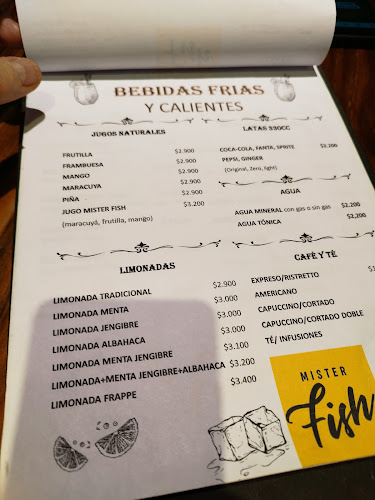 BEBIDAS FRIAS
Y CALIENTES
JUGOS NATURALES
FRUTILLA $2.900
FRAMBUESA $2.900
MANGO $2.900
MARACUYA $2.900
PIÑA $2.900
JUGO MISTER FISH $3.200
(maracuyá, frutilla, mango)
LATAS 330CC
COCA-COLA, FANTA, SPRITE $2.200
PEPSI, GINGER
(Original, Zero, light)
AGUA
AGUA MINERAL con gas o sin gas $2.200
AGUA TÓNICA $2.200
LIMONADAS
LIMONADA TRADICIONAL $2.900
LIMONADA MENTA $3.000
LIMONADA JENGIBRE $3.000
LIMONADA ALBAHACA $3.000
LIMONADA MENTA JENGIBRE $3.100
LIMONADA+MENTA JENGIBRE+ALBAHACA $3.200
LIMONADA FRAPPE $3.400
CAFÉ Y TÉ
EXPRESO/RISTRETTO
AMERICANO
CAPUCCINO/CORTADO
CAPUCCINO/CORTADO DOBLE
TÉ/ INFUSIONES
MISTER
Fish